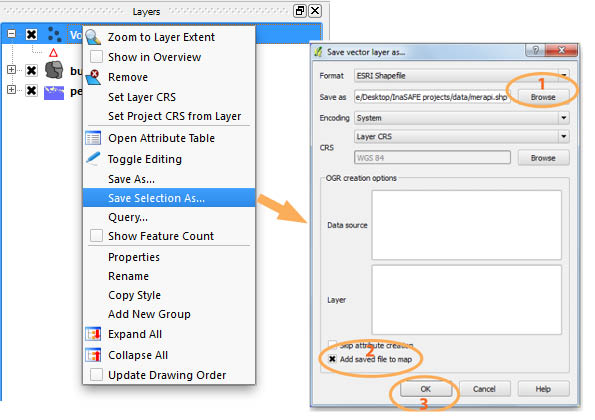 Layers
Vo
bu
pe
Zoom to Layer Extent
Show in Overview
Remove
Set Layer CRS
Set Project CRS from Layer
Open Attribute Table
Toggle Editing
Save As...
Save Selection As...
Query...
Show Feature Count
Properties
Rename
Copy Style
Add New Group
Expand All
Collapse All
Update Drawing Order
Save vector layer as...
Format ESRI Shapefile
1
Save as e/Desktop/InaSAFE projects/data/merapi.shp Browse
Encoding System
Layer CRS
CRS WGS 84 Browse
OGR creation options
Data source
Layer
Skip attribute creation
2
Add saved file to map
OK Cancel Help
3